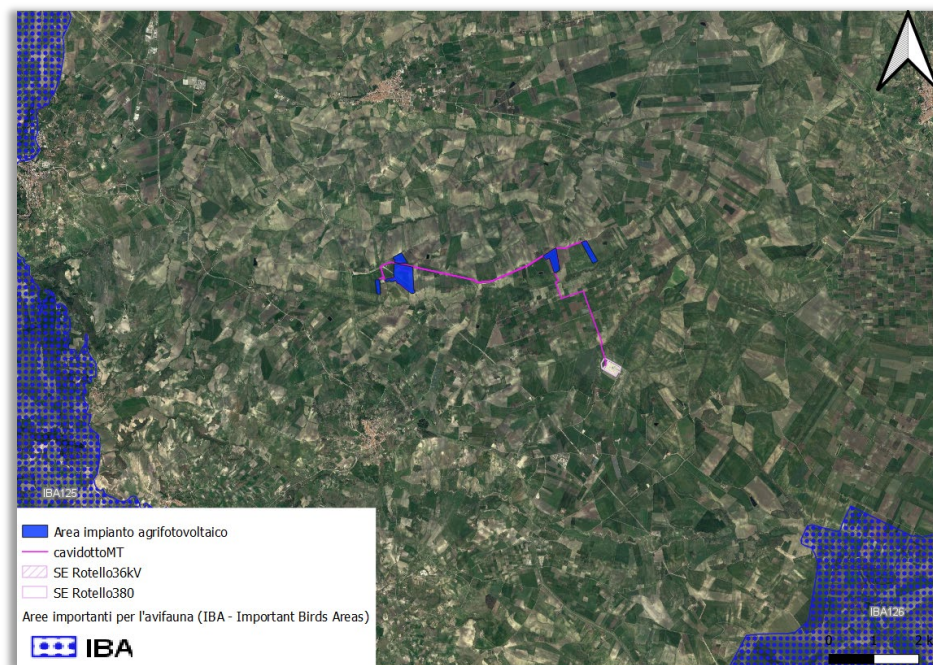 IBA125
Area impianto agrifotovoltaico
cavidottoMT
SE Rotello36kV
SE Rotello380
Aree importanti per l'avifauna (IBA - Important Birds Areas)
IBA
IBA126
0 1 2 k